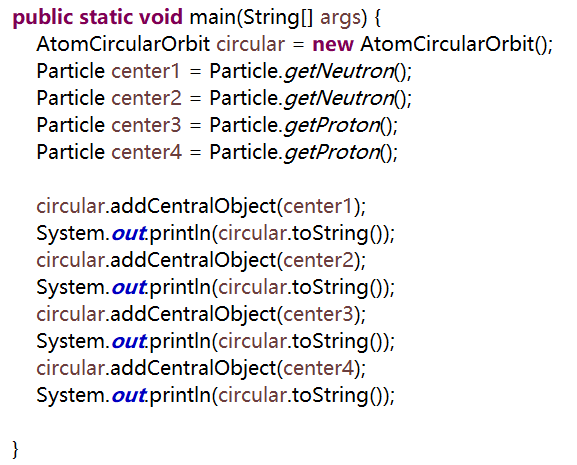 public static void main(String[] args) {
AtomCircularOrbit circular = new AtomCircularOrbit();
Particle center1 = Particle.getNeutron();
Particle center2 = Particle.getNeutron();
Particle center3 = Particle.getProton();
Particle center4 = Particle.getProton();
circular.addCentralObject(center1);
System.out.println(circular.toString());
circular.addCentralObject(center2);
System.out.println(circular.toString());
circular.addCentralObject(center3);
System.out.println(circular.toString());
circular.addCentralObject(center4);
System.out.println(circular.toString());
}